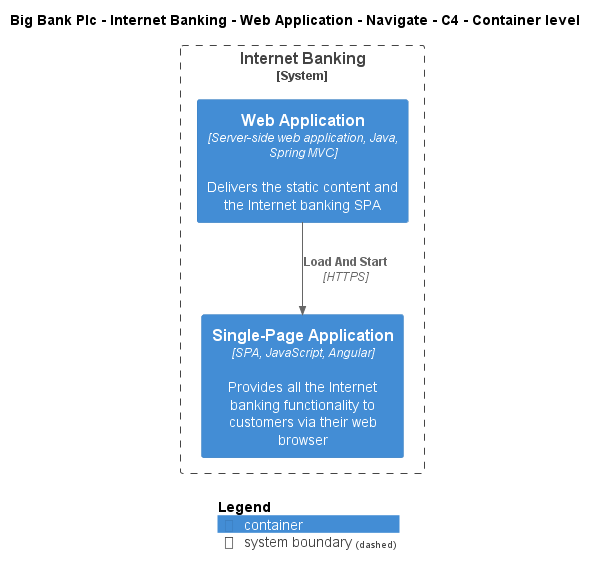 Big Bank Plc - Internet Banking - Web Application - Navigate - C4 - Container level
Internet Banking
[System]
Web Application
[Server-side web application, Java,
Spring MVC]
Delivers the static content and
the Internet banking SPA
Load And Start
[HTTPS]
Single-Page Application
[SPA, JavaScript, Angular]
Provides all the Internet
banking functionality to
customers via their web
browser
Legend
container
system boundary (dashed)